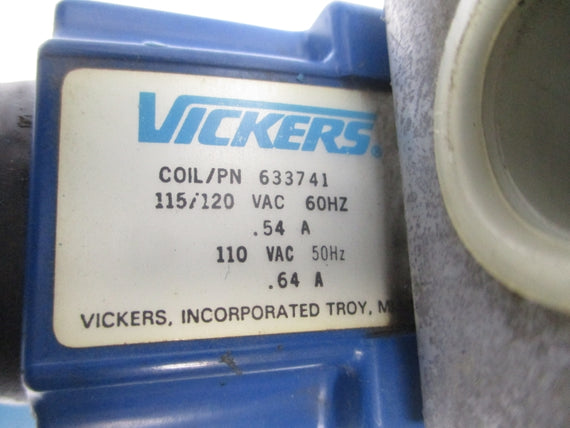 VICKERS®
COIL/PN 633741
115/120 VAC 60HZ
.54 A
110 VAC 50Hz
.64 A
VICKERS, INCORPORATED TROY, M